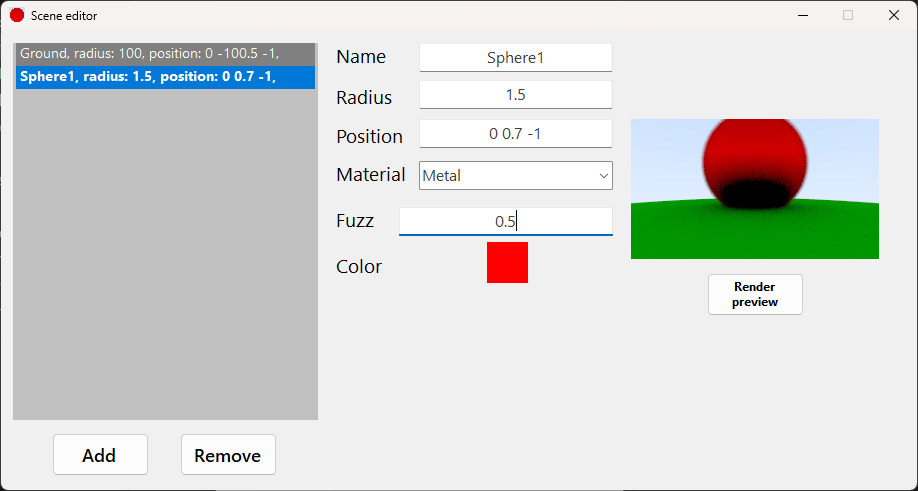 Scene editor
Ground, radius: 100, position: 0 -100.5 -1,
Sphere1, radius: 1.5, position: 0 0.7 -1,
Name
Sphere1
Radius
1.5
Position
0 0.7 -1
Material
Metal
Fuzz
0.5
Color
Render
preview
Add
Remove